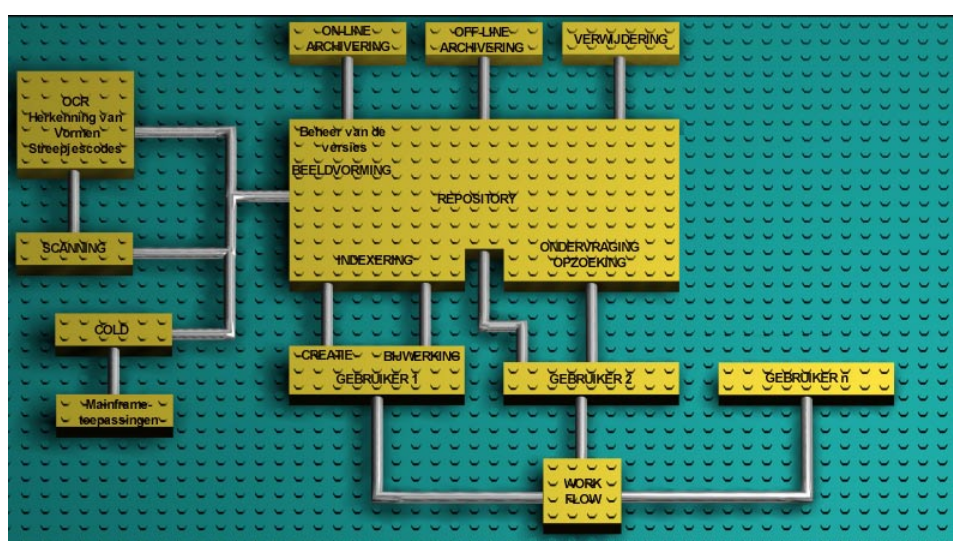 ON-LINE
ARCHIVERING
OFF-LINE
ARCHIVERING
VERWIJDERING
OCR
Herkenning van
Vormen
Streepjescodes
Beheer van de
versies
BEELDVORMING
REPOSITORY
SCANNING
INDEXERING
ONDERVRAGING
OPZOEKING
COLD
CREATIE
BIJWERKING
GEBRUIKER 1
GEBRUIKER 2
GEBRUIKER n
Mainframe-
toepassingen
WORK
FLOW